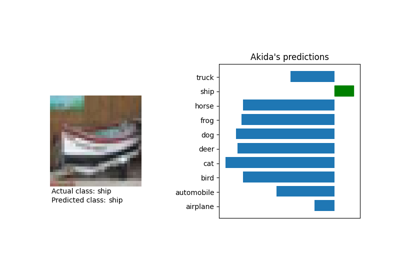 Akida's predictions
truck
ship
horse
frog
dog
deer
cat
bird
automobile
airplane
Actual class: ship
Predicted class: ship